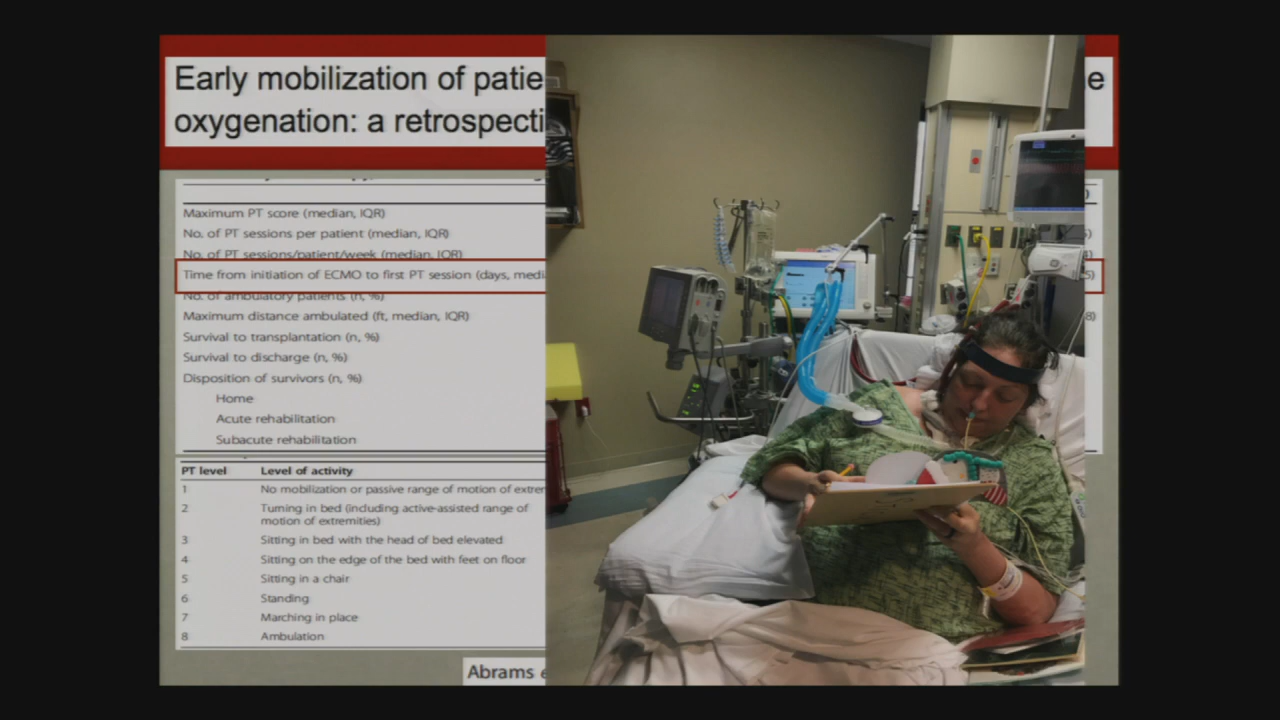 Early mobilization of patie
e
oxygenation: a retrospecti
Maximum PT score (median, IQR)
No. of PT sessions per patient (median, IQR)
No. of PT sessions/patient/week (median, IQR)
Time from initiation of ECMO to first PT session (days, medi
No. of ambulatory patients (n, %)
Maximum distance ambulated (ft, median, IQR)
8)
Survival to transplantation (n, %)
Survival to discharge (n, %)
Disposition of survivors (n, %)
Home
Acute rehabilitation
Subacute rehabilitation
PT level Level of activity
1 No mobilization or passive range of motion of extrem
2 Turning in bed (including active-assisted range of
motion of extremities)
3 Sitting in bed with the head of bed elevated
4 Sitting on the edge of the bed with feet on floor
5 Sitting in a chair
6 Standing
7 Marching in place
8 Ambulation
Abrams e